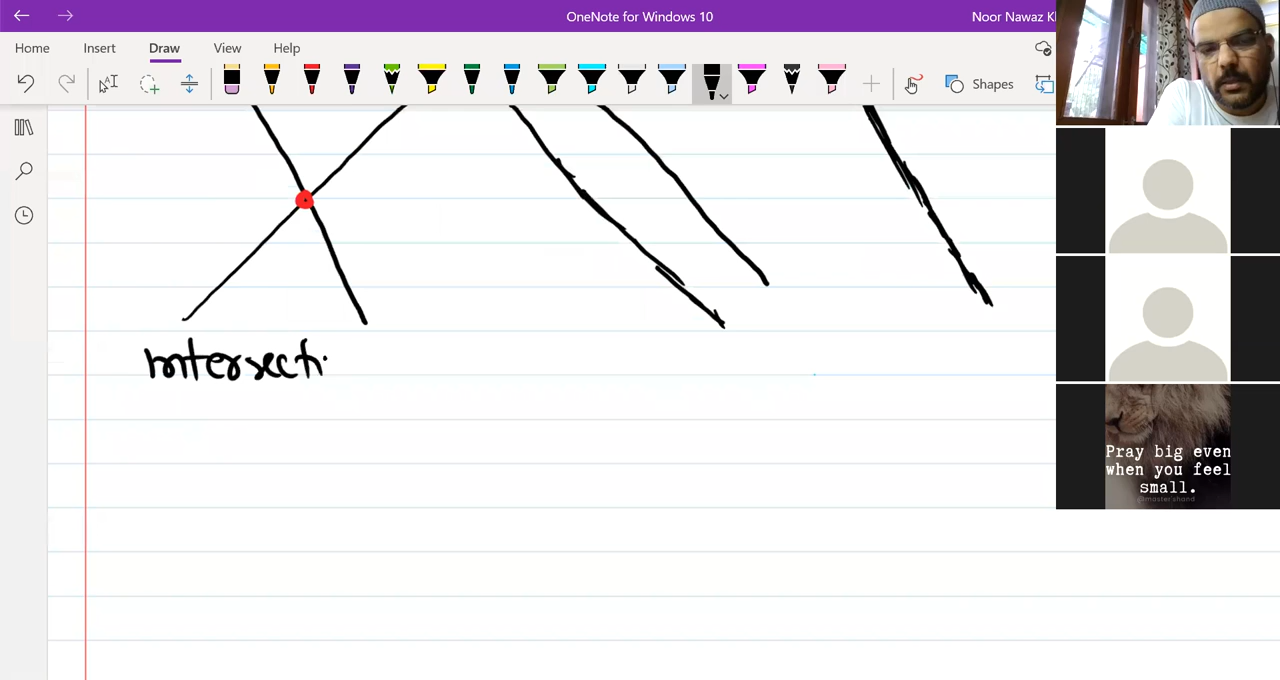 OneNote for Windows 10
Noor Nawaz Kl
Home Insert Draw View Help
Shapes
Intersecti
Pray big even
when you feel
small.